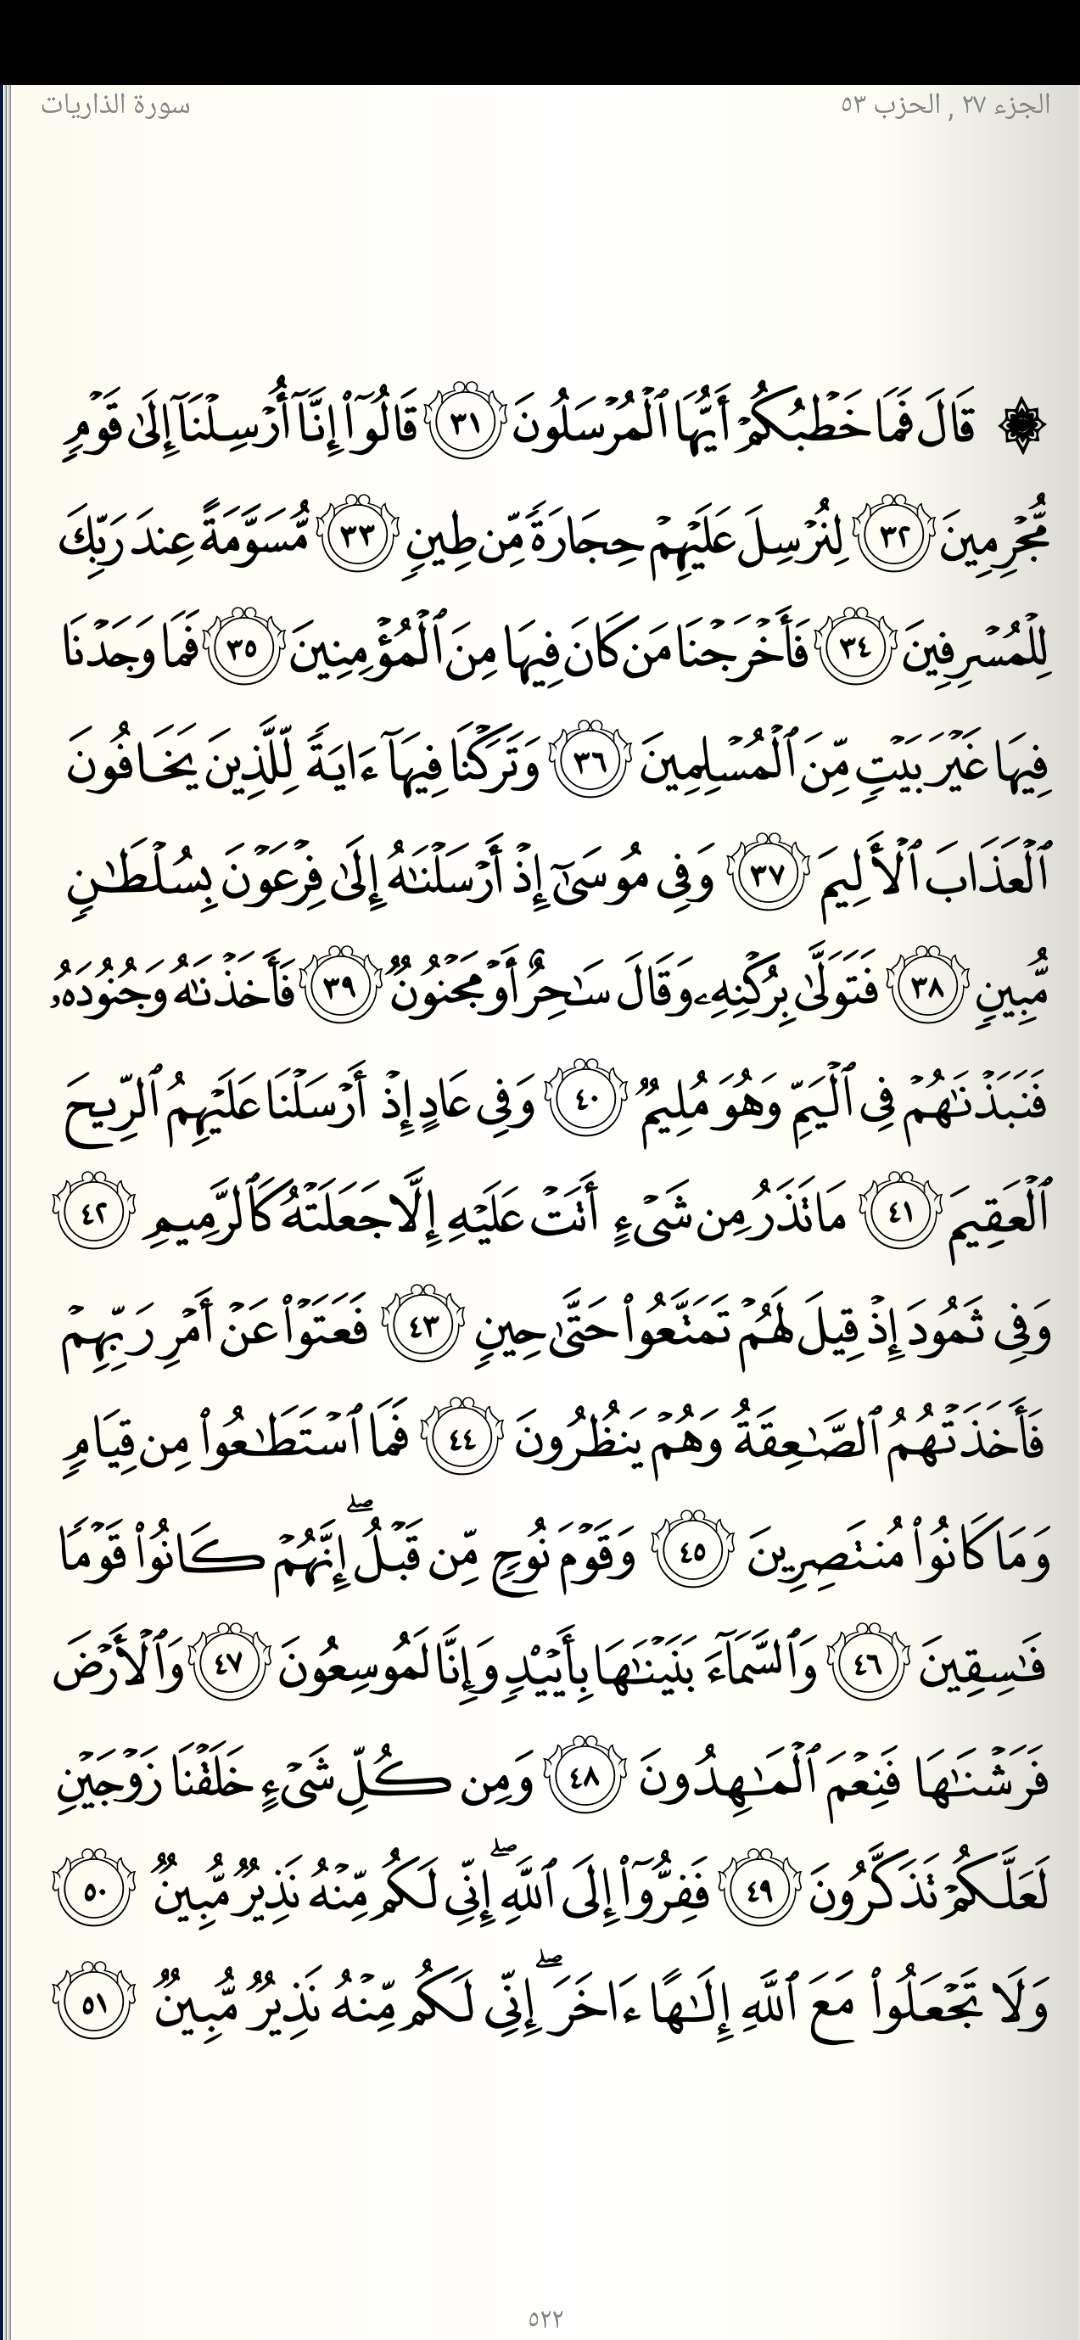 الجزء ٢٧ , الحزب ٥٣
سورة الذاريات
۞ قَالَ فَمَا خَطۡبُكُمۡ أَيُّهَا ٱلۡمُرۡسَلُونَ ٣١ قَالُوٓاْ إِنَّآ أُرۡسِلۡنَآ إِلَىٰ قَوۡمٖ
مُّجۡرِمِينَ ٣٢ لِنُرۡسِلَ عَلَيۡهِمۡ حِجَارَةٗ مِّن طِينٖ ٣٣ مُّسَوَّمَةً عِندَ رَبِّكَ
لِلۡمُسۡرِفِينَ ٣٤ فَأَخۡرَجۡنَا مَن كَانَ فِيهَا مِنَ ٱلۡمُؤۡمِنِينَ ٣٥ فَمَا وَجَدۡنَا
فِيهَا غَيۡرَ بَيۡتٖ مِّنَ ٱلۡمُسۡلِمِينَ ٣٦ وَتَرَكۡنَا فِيهَآ ءَايَةٗ لِّلَّذِينَ يَخَافُونَ
ٱلۡعَذَابَ ٱلۡأَلِيمَ ٣٧ وَفِي مُوسَىٰٓ إِذۡ أَرۡسَلۡنَٰهُ إِلَىٰ فِرۡعَوۡنَ بِسُلۡطَٰنٖ
مُّبِينٖ ٣٨ فَتَوَلَّىٰ بِرُكۡنِهِۦ وَقَالَ سَٰحِرٌ أَوۡ مَجۡنُونٞ ٣٩ فَأَخَذۡنَٰهُ وَجُنُودَهُۥ
فَنَبَذۡنَٰهُمۡ فِي ٱلۡيَمِّ وَهُوَ مُلِيمٞ ٤٠ وَفِي عَادٍ إِذۡ أَرۡسَلۡنَا عَلَيۡهِمُ ٱلرِّيحَ
ٱلۡعَقِيمَ ٤١ مَا تَذَرُ مِن شَيۡءٍ أَتَتۡ عَلَيۡهِ إِلَّا جَعَلَتۡهُ كَٱلرَّمِيمِ ٤٢
وَفِي ثَمُودَ إِذۡ قِيلَ لَهُمۡ تَمَتَّعُواْ حَتَّىٰ حِينٖ ٤٣ فَعَتَوۡاْ عَنۡ أَمۡرِ رَبِّهِمۡ
فَأَخَذَتۡهُمُ ٱلصَّٰعِقَةُ وَهُمۡ يَنظُرُونَ ٤٤ فَمَا ٱسۡتَطَٰعُواْ مِن قِيَامٖ
وَمَا كَانُواْ مُنتَصِرِينَ ٤٥ وَقَوۡمَ نُوحٖ مِّن قَبۡلُۖ إِنَّهُمۡ كَانُواْ قَوۡمٗا
فَٰسِقِينَ ٤٦ وَٱلسَّمَآءَ بَنَيۡنَٰهَا بِأَيۡيْدٖ وَإِنَّا لَمُوسِعُونَ ٤٧ وَٱلۡأَرۡضَ
فَرَشۡنَٰهَا فَنِعۡمَ ٱلۡمَٰهِدُونَ ٤٨ وَمِن كُلِّ شَيۡءٍ خَلَقۡنَا زَوۡجَيۡنِ
لَعَلَّكُمۡ تَذَكَّرُونَ ٤٩ فَفِرُّوٓاْ إِلَى ٱللَّهِۖ إِنِّي لَكُم مِّنۡهُ نَذِيرٞ مُّبِينٞ ٥٠
وَلَا تَجۡعَلُواْ مَعَ ٱللَّهِ إِلَٰهًا ءَاخَرَۖ إِنِّي لَكُم مِّنۡهُ نَذِيرٞ مُّبِينٞ ٥١
٥٢٢